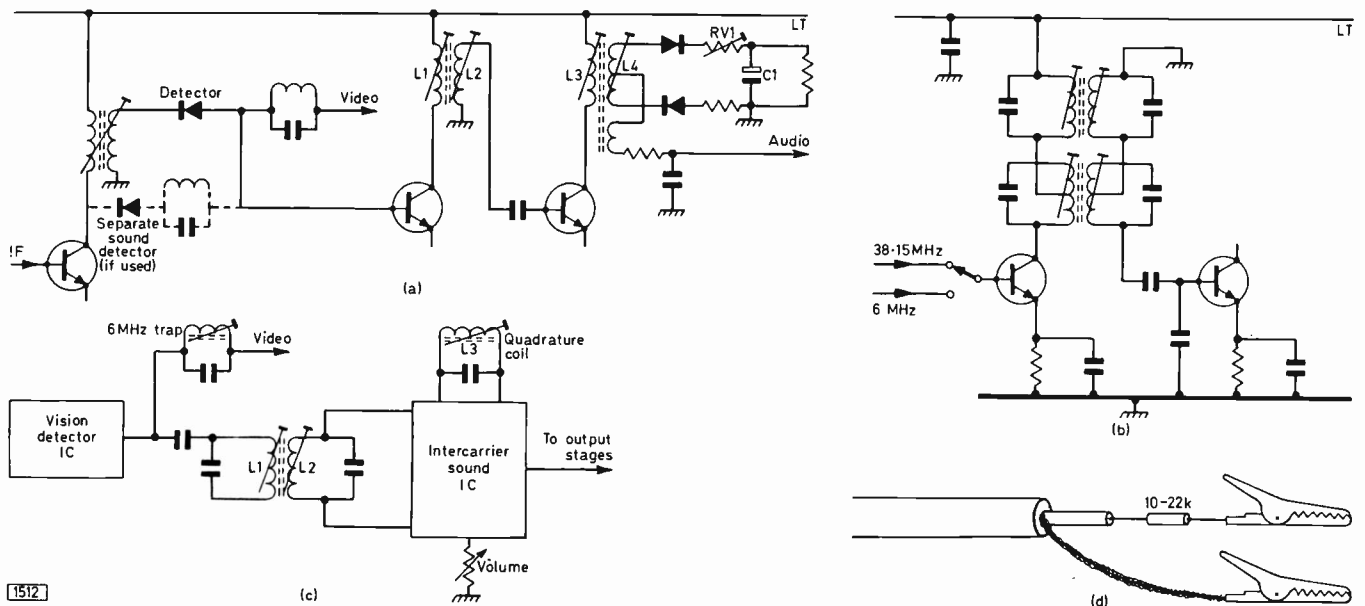 LT
RV1
Detector
Video
L1
L2
L3
L4
C1
Audio
Separate
sound
detector
(if used)
IF
(a)
LT
38·15MHz
6 MHz
(b)
6MHz trap
Video
L3
Quadrature
coil
Vision
detector
IC
L1
L2
Intercarrier
sound
IC
To output
stages
Volume
1512
(c)
10-22k
(d)